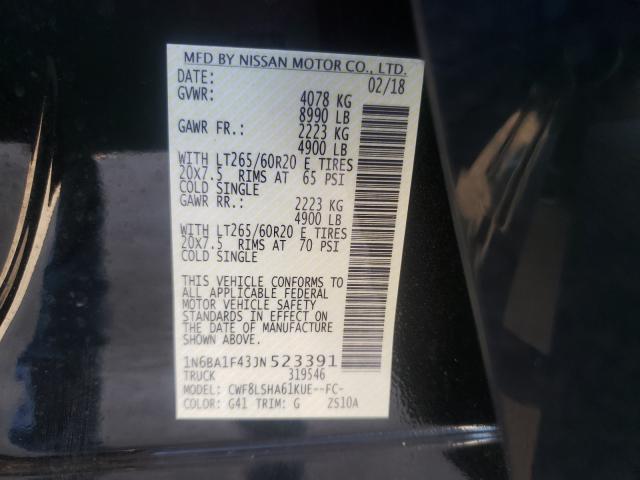 MFD BY NISSAN MOTOR CO., LTD.
DATE: 02/18
GVWR: 4078 KG
8990 LB
GAWR FR.: 2223 KG
4900 LB
WITH LT265/60R20 E TIRES
20X7.5 RIMS AT 65 PSI
COLD SINGLE
GAWR RR.: 2223 KG
4900 LB
WITH LT265/60R20 E TIRES
20X7.5 RIMS AT 70 PSI
COLD SINGLE
THIS VEHICLE CONFORMS TO
ALL APPLICABLE FEDERAL
MOTOR VEHICLE SAFETY
STANDARDS IN EFFECT ON
THE DATE OF MANUFACTURE
SHOWN ABOVE.
1N6BA1F43JN523391
TRUCK 319546
MODEL: CWF8LSHA61KUE--FC-
COLOR: G41 TRIM: G ZS10A